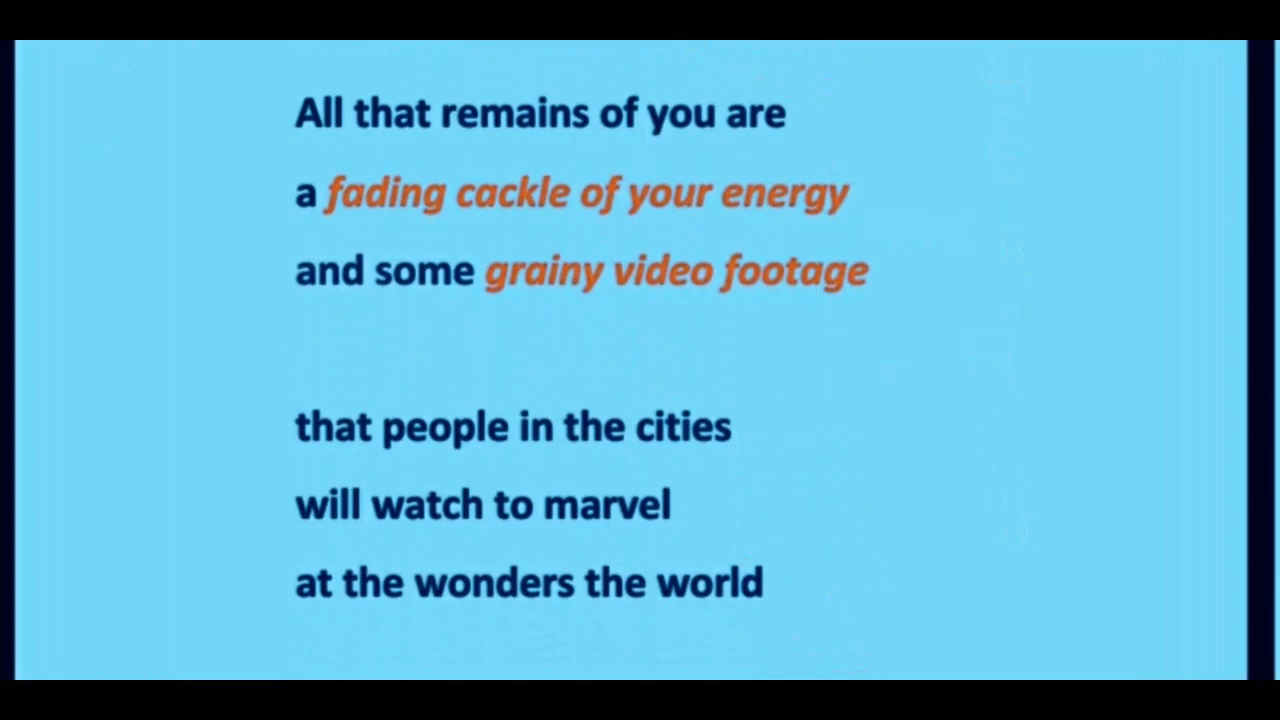 All that remains of you are
a fading cackle of your energy
and some grainy video footage
that people in the cities
will watch to marvel
at the wonders the world